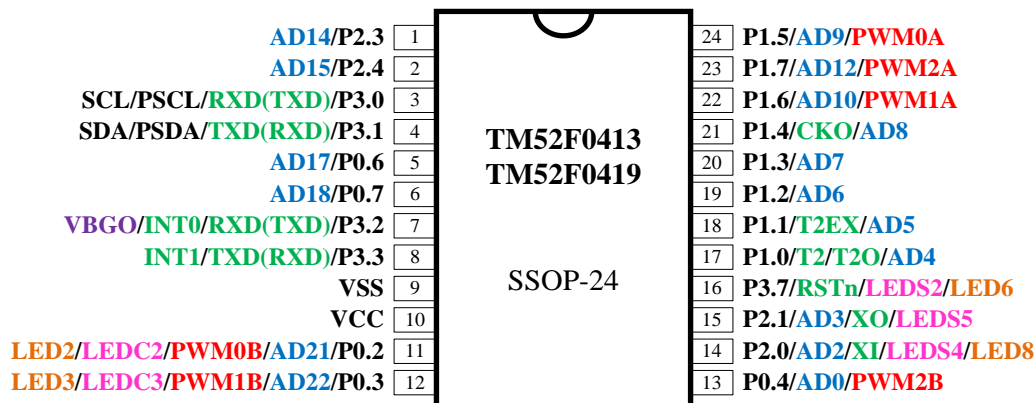 AD14/P2.3 1
24 P1.5/AD9/PWM0A
AD15/P2.4 2
23 P1.7/AD12/PWM2A
SCL/PSCL/RXD(TXD)/P3.0 3
22 P1.6/AD10/PWM1A
SDA/PSDA/TXD(RXD)/P3.1 4
TM52F0413
21 P1.4/CKO/AD8
AD17/P0.6 5
TM52F0419
20 P1.3/AD7
AD18/P0.7 6
19 P1.2/AD6
VBGO/INT0/RXD(TXD)/P3.2 7
18 P1.1/T2EX/AD5
INT1/TXD(RXD)/P3.3 8
17 P1.0/T2/T2O/AD4
VSS 9
SSOP-24
16 P3.7/RSTn/LEDS2/LED6
VCC 10
15 P2.1/AD3/XO/LEDS5
LED2/LEDC2/PWM0B/AD21/P0.2 11
14 P2.0/AD2/XI/LEDS4/LED8
LED3/LEDC3/PWM1B/AD22/P0.3 12
13 P0.4/AD0/PWM2B